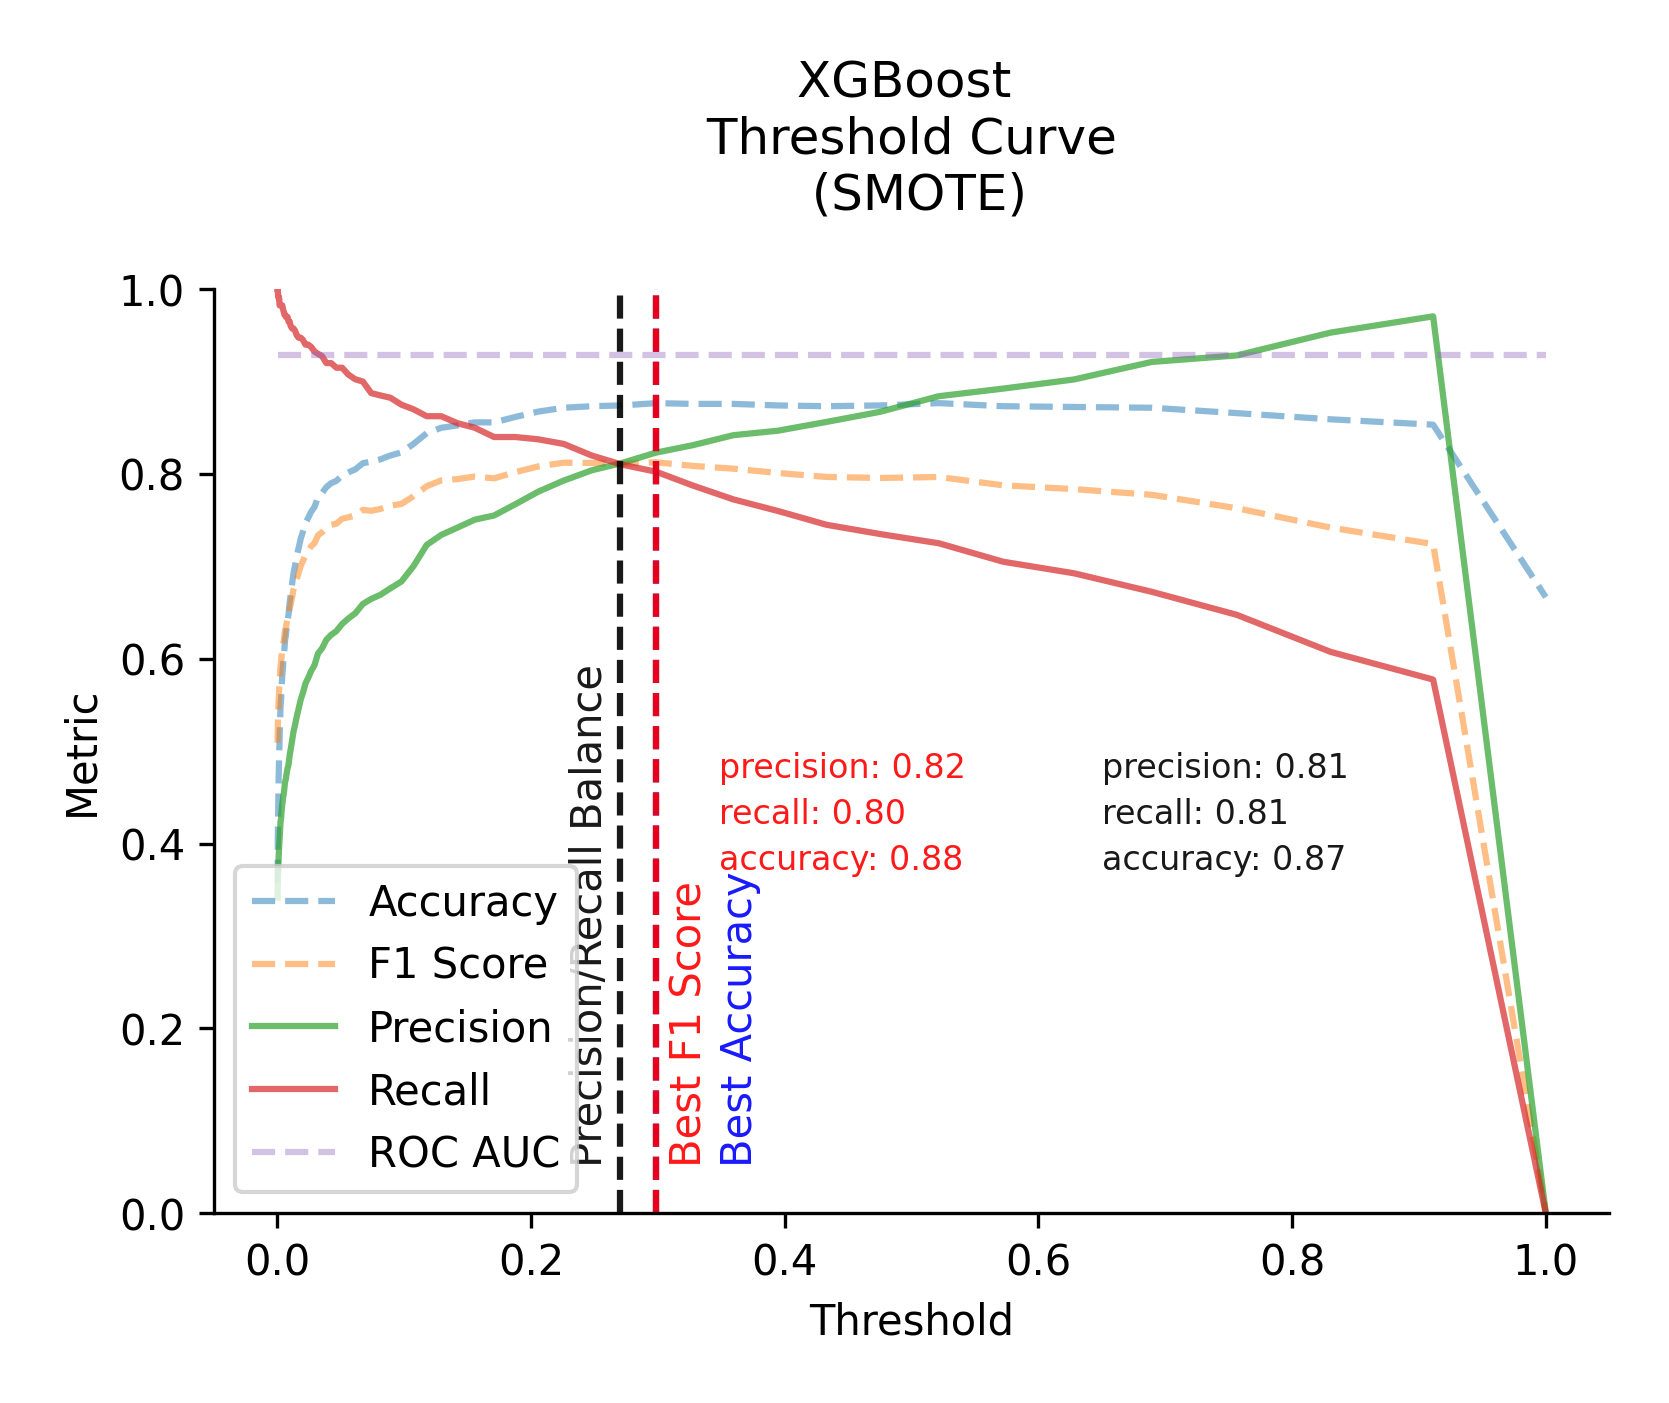 XGBoost
Threshold Curve
(SMOTE)
Metric
1.0
0.8
0.6
0.4
0.2
0.0
Precision/Recall Balance
Best F1 Score
Best Accuracy
precision: 0.82
recall: 0.80
accuracy: 0.88
precision: 0.81
recall: 0.81
accuracy: 0.87
Accuracy
F1 Score
Precision
Recall
ROC AUC
0.0 0.2 0.4 0.6 0.8 1.0
Threshold